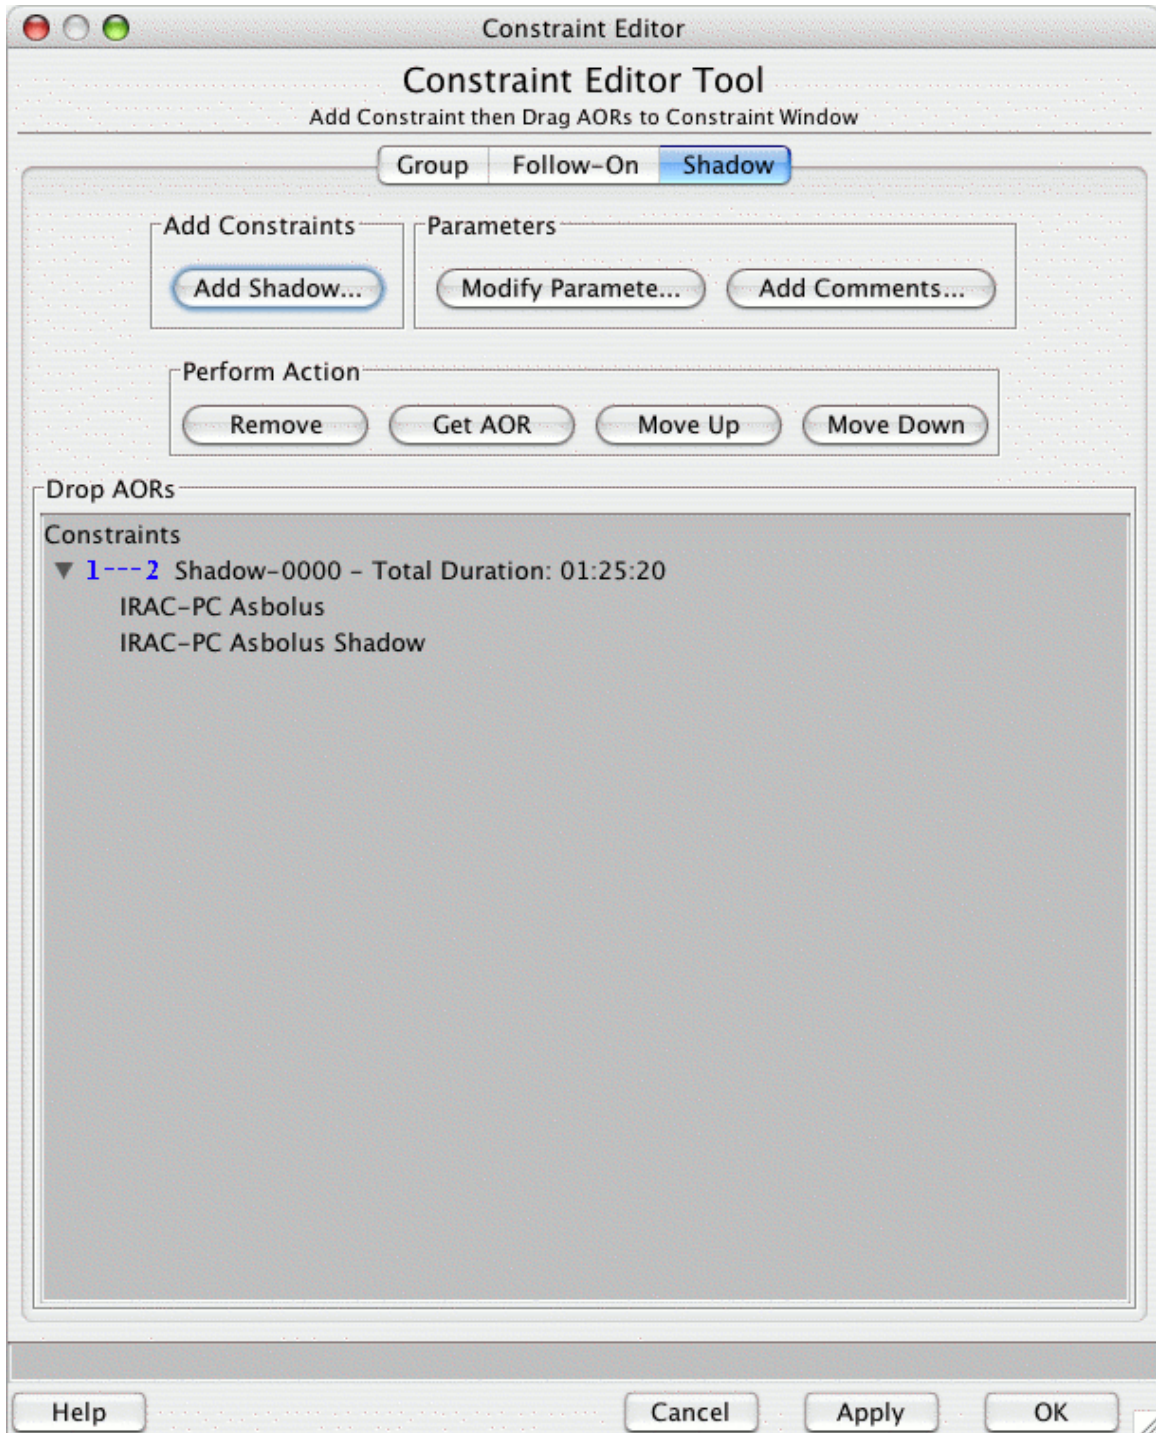 Constraint Editor
Constraint Editor Tool
Add Constraint then Drag AORs to Constraint Window
Group Follow-On Shadow
Add Constraints Parameters
Add Shadow... Modify Paramete... Add Comments...
Perform Action
Remove Get AOR Move Up Move Down
Drop AORs
Constraints
1---2 Shadow-0000 - Total Duration: 01:25:20
IRAC-PC Asbolus
IRAC-PC Asbolus Shadow
Help Cancel Apply OK